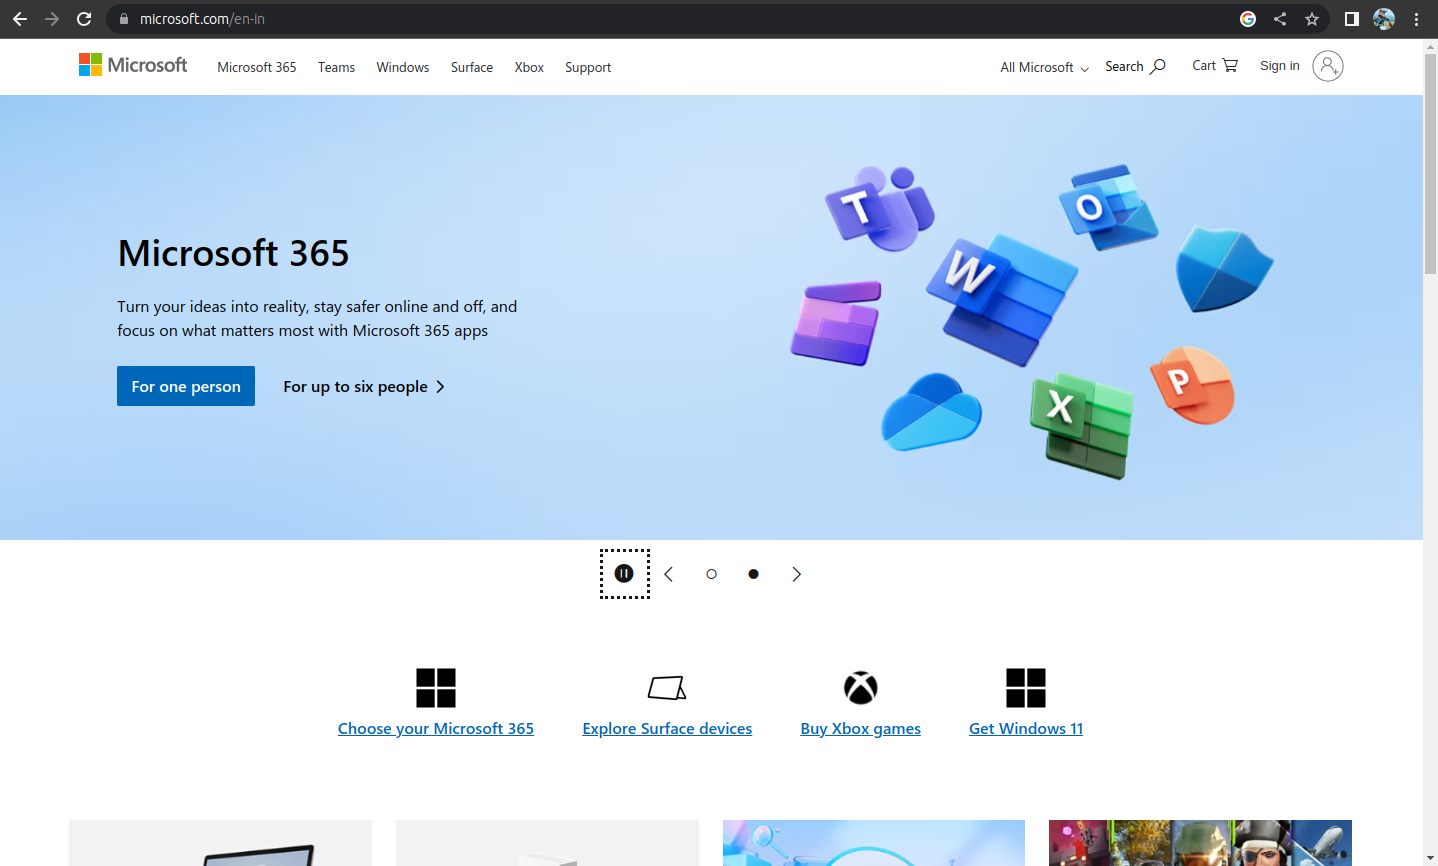 microsoft.com/en-in
Microsoft
Microsoft 365
Teams
Windows
Surface
Xbox
Support
All Microsoft
Search
Cart
Sign in
Microsoft 365
Turn your ideas into reality, stay safer online and off, and
focus on what matters most with Microsoft 365 apps
For one person
For up to six people
T
O
W
P
X
Choose your Microsoft 365
Explore Surface devices
Buy Xbox games
Get Windows 11